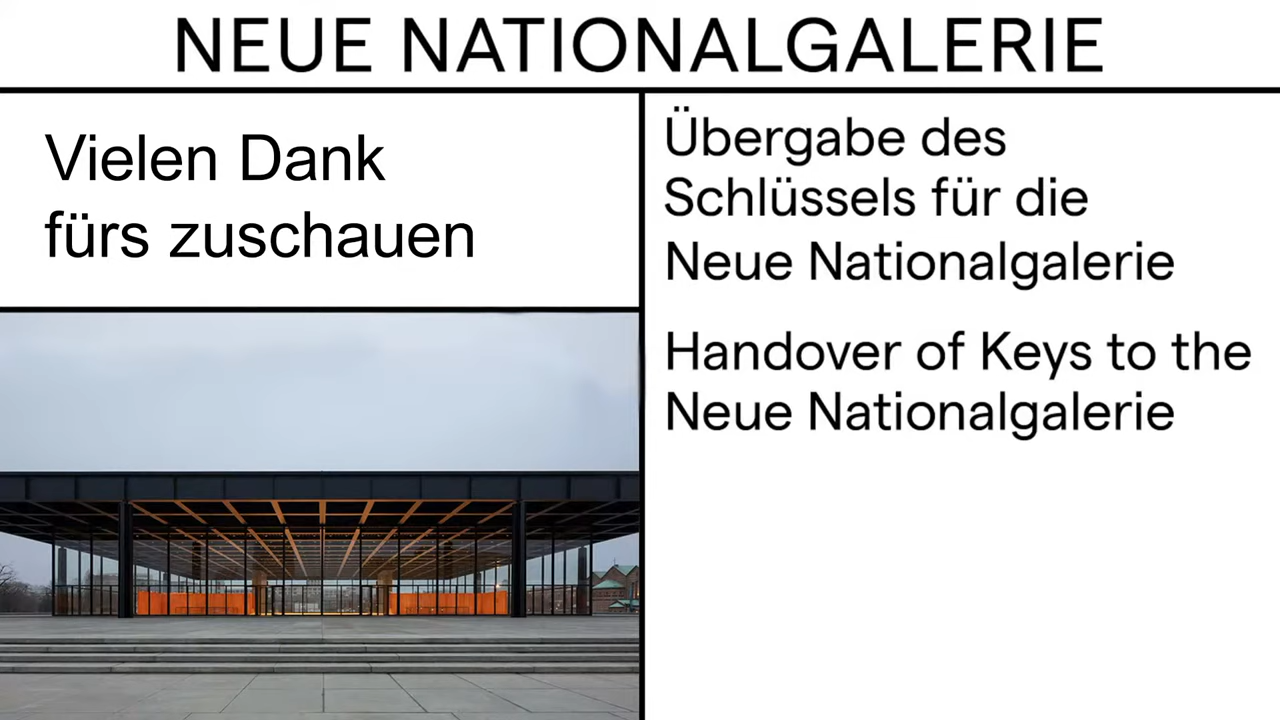 NEUE NATIONALGALERIE
Vielen Dank
fürs zuschauen
Übergabe des
Schlüssels für die
Neue Nationalgalerie
Handover of Keys to the
Neue Nationalgalerie